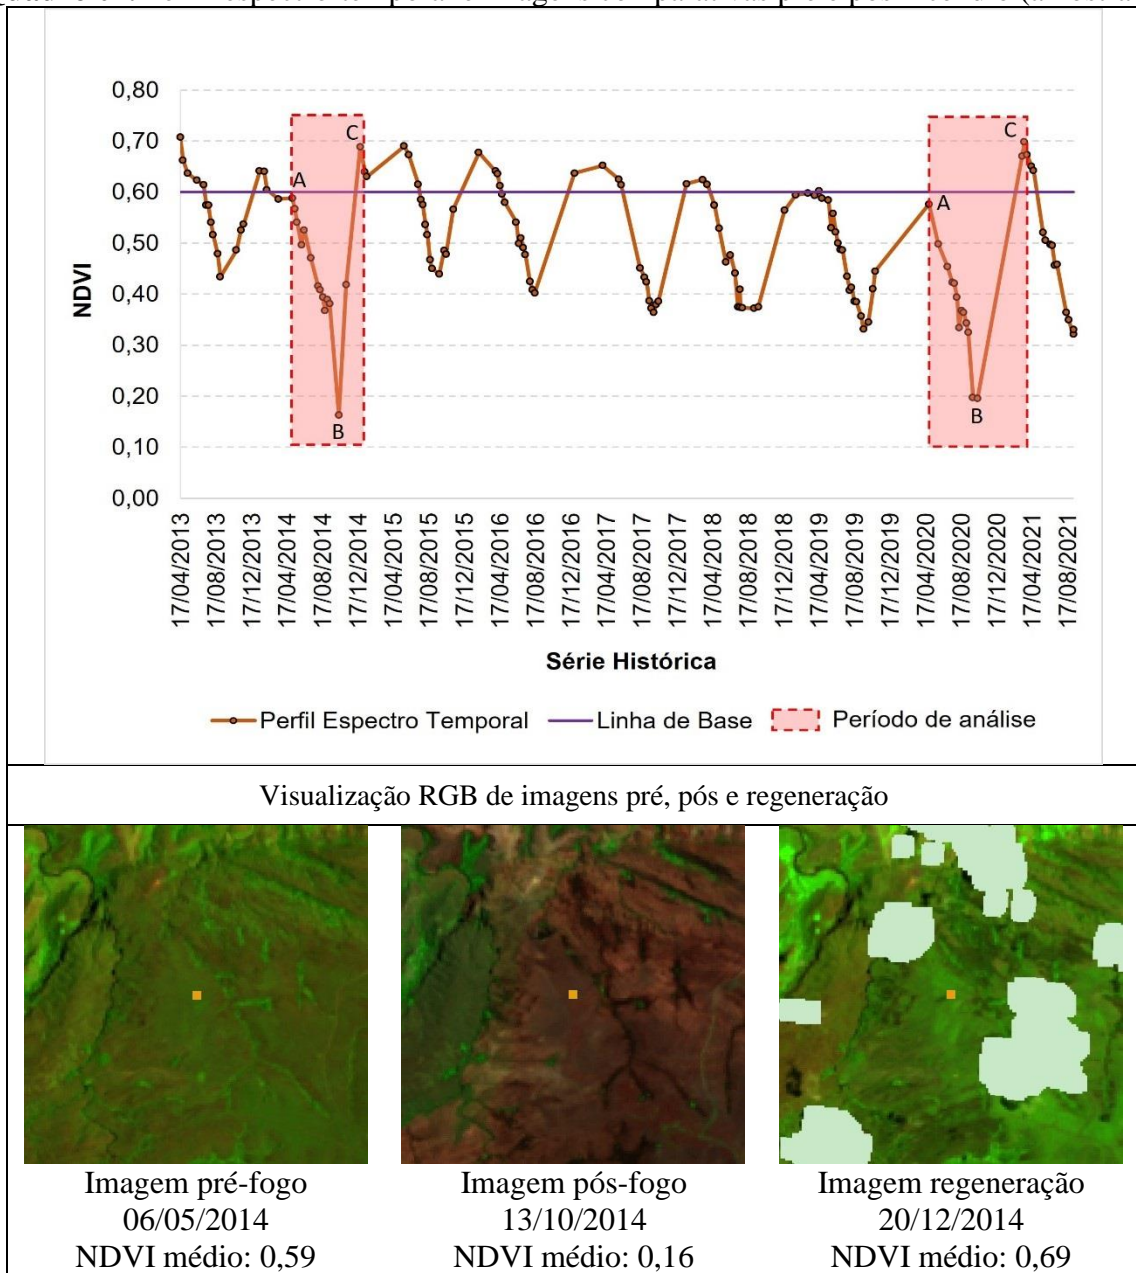 0,80
0,70
0,60
0,50
0,40
0,30
0,20
0,10
0,00
NDVI
A
B
C
A
B
C
17/04/2013
17/08/2013
17/12/2013
17/04/2014
17/08/2014
17/12/2014
17/04/2015
17/08/2015
17/12/2015
17/04/2016
17/08/2016
17/12/2016
17/04/2017
17/08/2017
17/12/2017
17/04/2018
17/08/2018
17/12/2018
17/04/2019
17/08/2019
17/12/2019
17/04/2020
17/08/2020
17/12/2020
17/04/2021
17/08/2021
Série Histórica
Perfil Espectro Temporal Linha de Base Período de análise
Visualização RGB de imagens pré, pós e regeneração
Imagem pré-fogo
06/05/2014
NDVI médio: 0,59
Imagem pós-fogo
13/10/2014
NDVI médio: 0,16
Imagem regeneração
20/12/2014
NDVI médio: 0,69